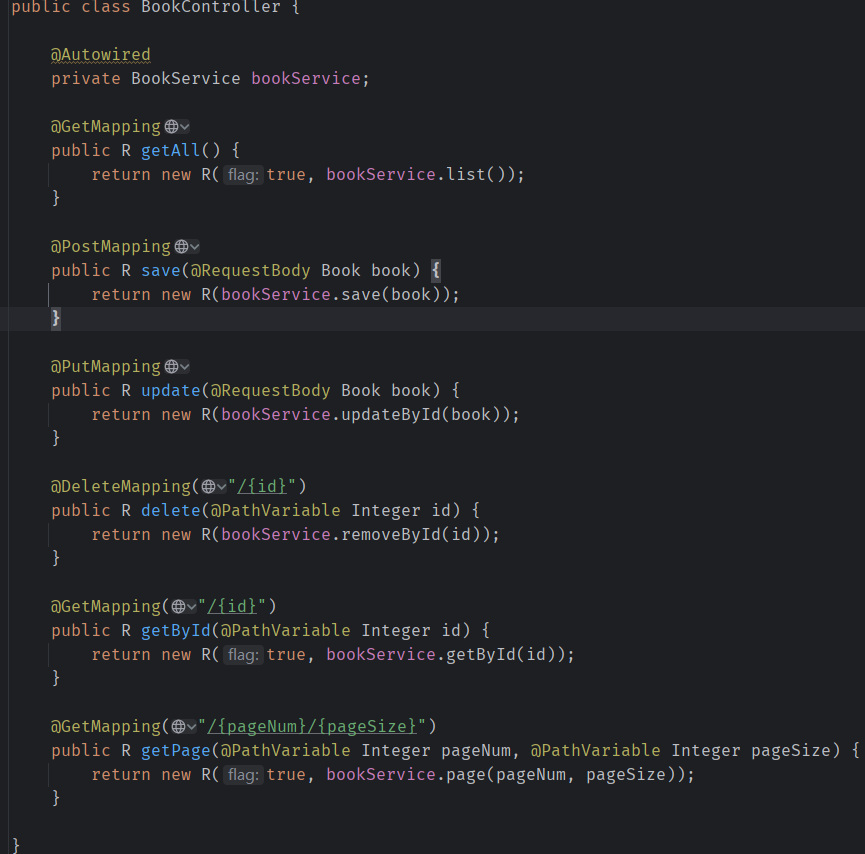 public class BookController {
@Autowired
private BookService bookService;
@GetMapping
public R getAll() {
return new R( flag: true, bookService.list());
}
@PostMapping
public R save(@RequestBody Book book) {
return new R(bookService.save(book));
}
@PutMapping
public R update(@RequestBody Book book) {
return new R(bookService.updateById(book));
}
@DeleteMapping("/{id}")
public R delete(@PathVariable Integer id) {
return new R(bookService.removeById(id));
}
@GetMapping("/{id}")
public R getById(@PathVariable Integer id) {
return new R( flag: true, bookService.getById(id));
}
@GetMapping("/{pageNum}/{pageSize}")
public R getPage(@PathVariable Integer pageNum, @PathVariable Integer pageSize) {
return new R( flag: true, bookService.page(pageNum, pageSize));
}
}